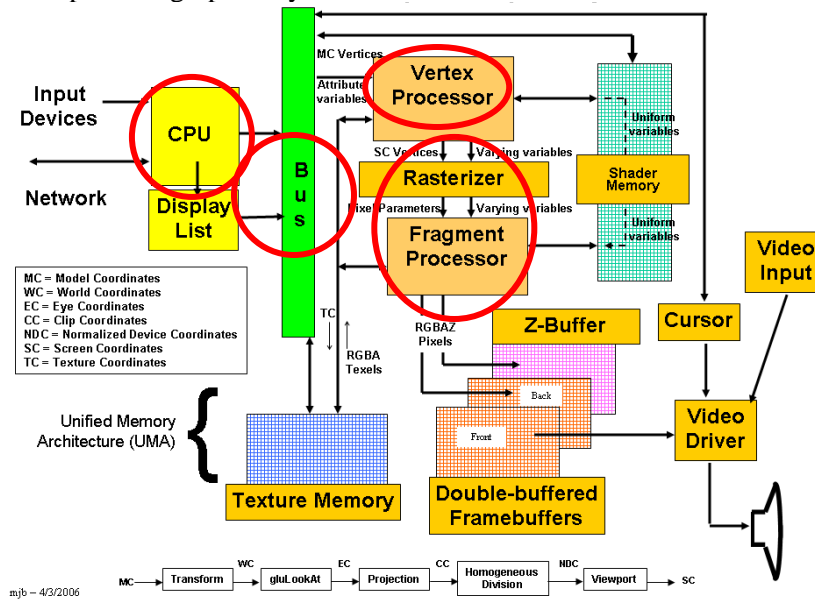 MC Vertices
Attribute
variables
Vertex
Processor
Input
Devices
CPU
Network
Display
List
B
u
s
SC Vertices
Varying variables
Rasterizer
Pixel Parameters
Varying variables
Fragment
Processor
Uniform
variables
Shader
Memory
Uniform
variables
Video
Input
MC = Model Coordinates
WC = World Coordinates
EC = Eye Coordinates
CC = Clip Coordinates
NDC = Normalized Device Coordinates
SC = Screen Coordinates
TC = Texture Coordinates
TC
RGBA
Texels
RGBAZ
Pixels
Z-Buffer
Cursor
Back
Front
Video
Driver
Unified Memory
Architecture (UMA)
Texture Memory
Double-buffered
Framebuffers
MC
Transform
WC
gluLookAt
EC
Projection
CC
Homogeneous
Division
NDC
Viewport
SC
mjb – 4/3/2006